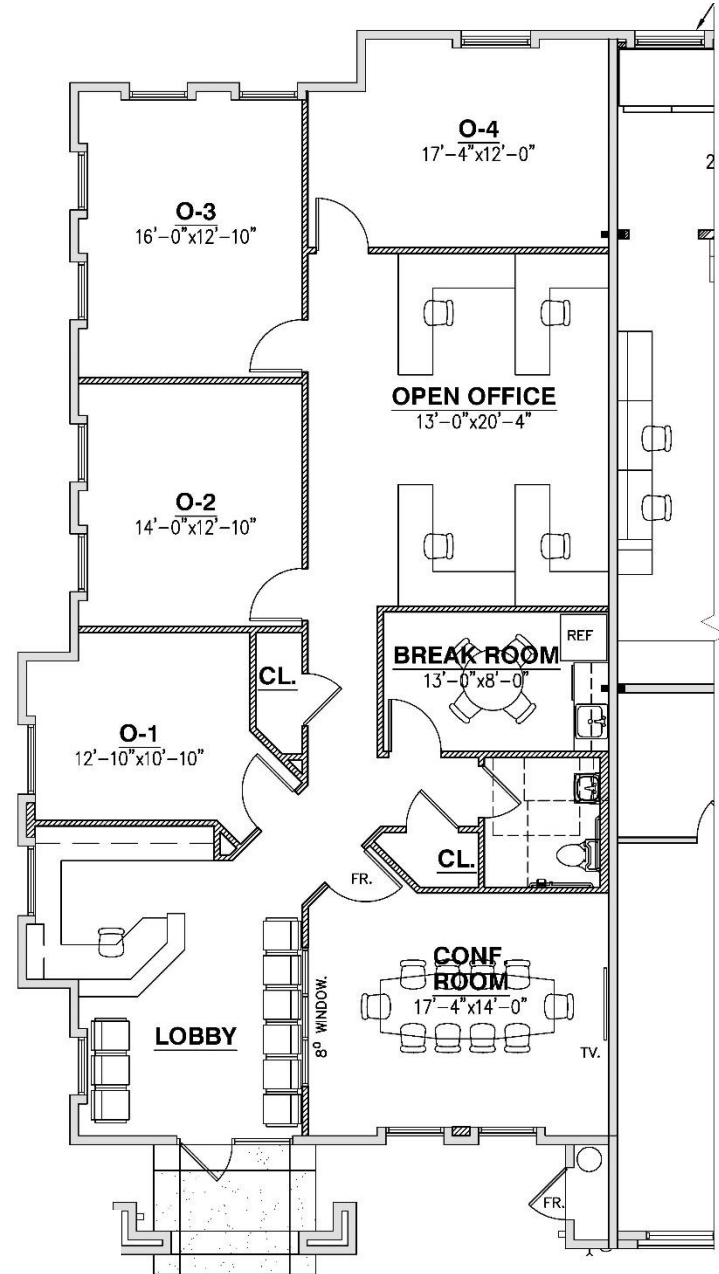 O-4
17'-4"x12'-0"
2
O-3
16'-0"x12'-10"
OPEN OFFICE
13'-0"x20'-4"
O-2
14'-0"x12'-10"
REF
BREAK ROOM
13'-0"x8'-0"
CL.
O-1
12'-10"x10'-10"
CL.
FR.
CONF.
ROOM
17'-4"x14'-0"
8⁰ WINDOW.
LOBBY
TV.
FR.